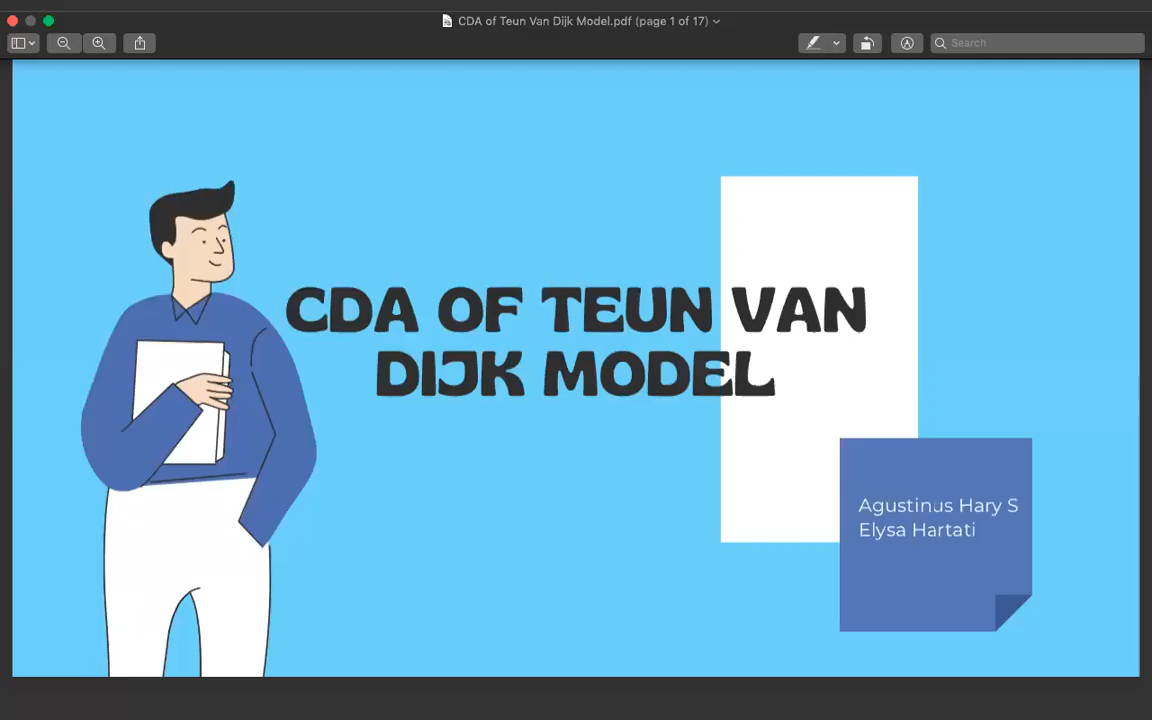 CDA of Teun Van Dijk Model.pdf (page 1 of 17)
Search
CDA OF TEUN VAN
DIJK MODEL
Agustinus Hary S
Elysa Hartati